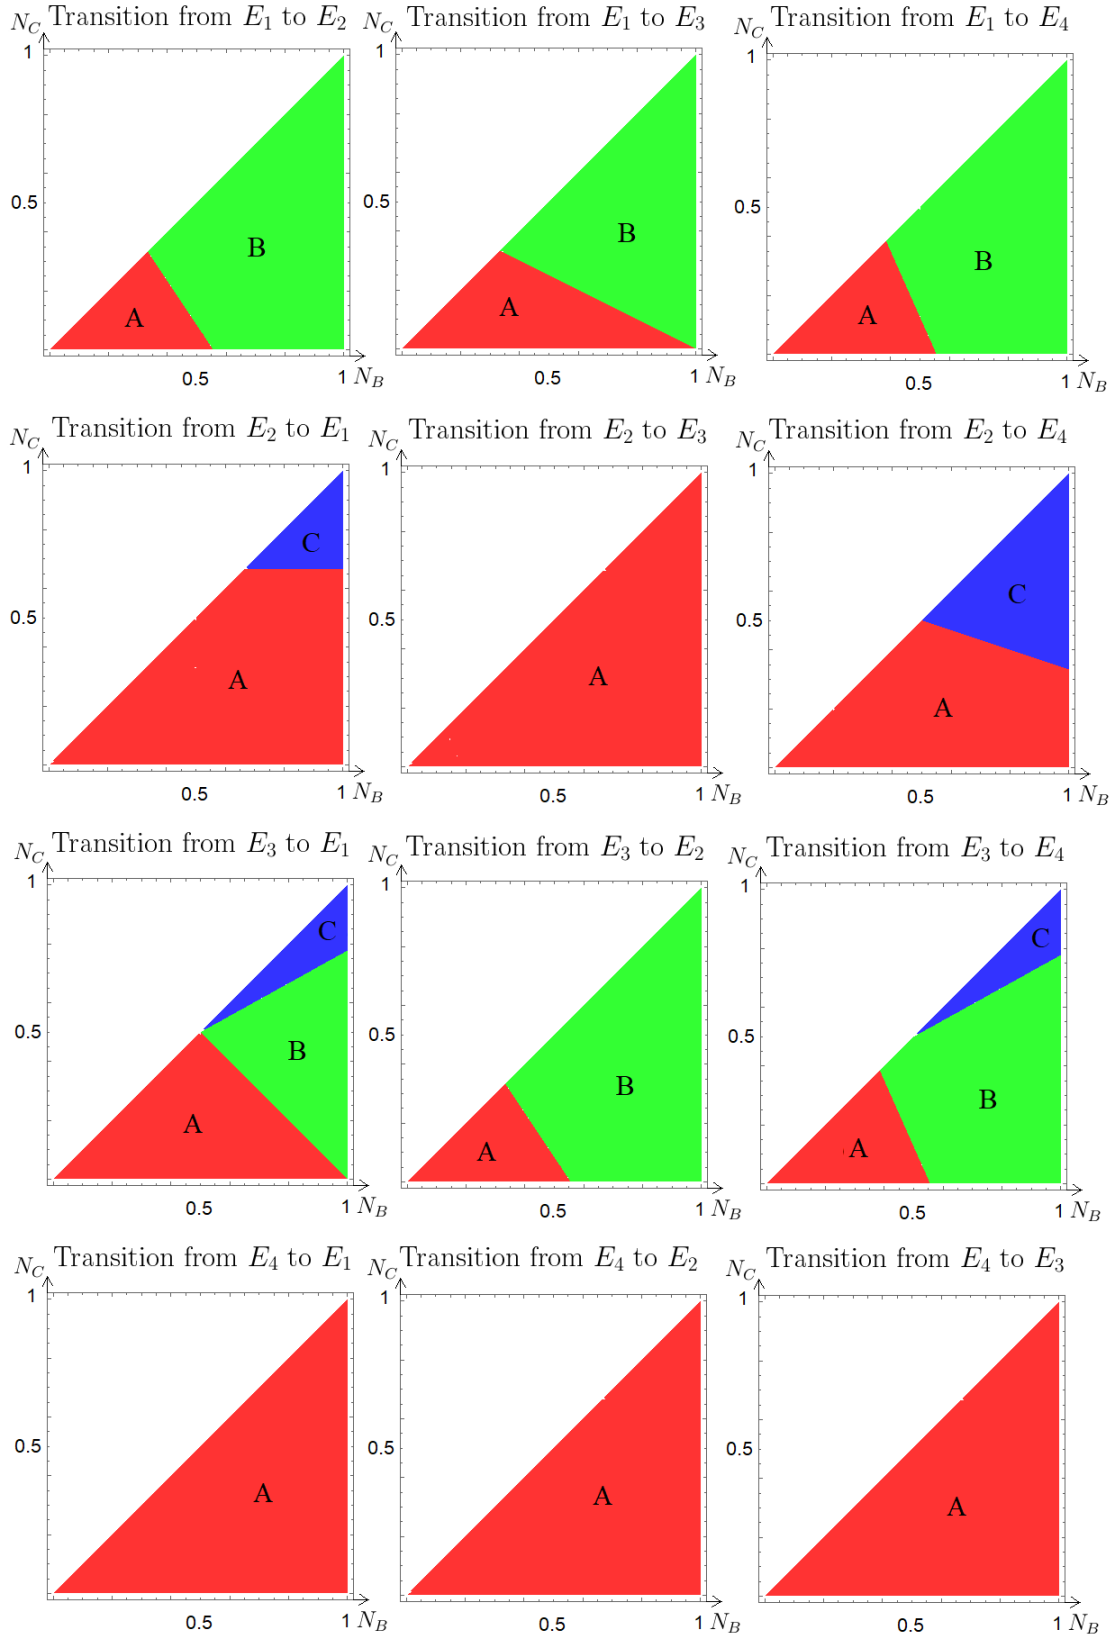 N_C Transition from E_1 to E_2
1
0.5
B
A
0.5 1 N_B
N_C Transition from E_1 to E_3
1
0.5
B
A
0.5 1 N_B
N_C Transition from E_1 to E_4
1
0.5
B
A
0.5 1 N_B
N_C Transition from E_2 to E_1
1
C
0.5
A
0.5 1 N_B
N_C Transition from E_2 to E_3
1
0.5
A
0.5 1 N_B
N_C Transition from E_2 to E_4
1
C
0.5
A
0.5 1 N_B
N_C Transition from E_3 to E_1
1
C
0.5
B
A
0.5 1 N_B
N_C Transition from E_3 to E_2
1
0.5
B
A
0.5 1 N_B
N_C Transition from E_3 to E_4
1
C
0.5
B
A
0.5 1 N_B
N_C Transition from E_4 to E_1
1
0.5
A
0.5 1 N_B
N_C Transition from E_4 to E_2
1
0.5
A
0.5 1 N_B
N_C Transition from E_4 to E_3
1
0.5
A
0.5 1 N_B